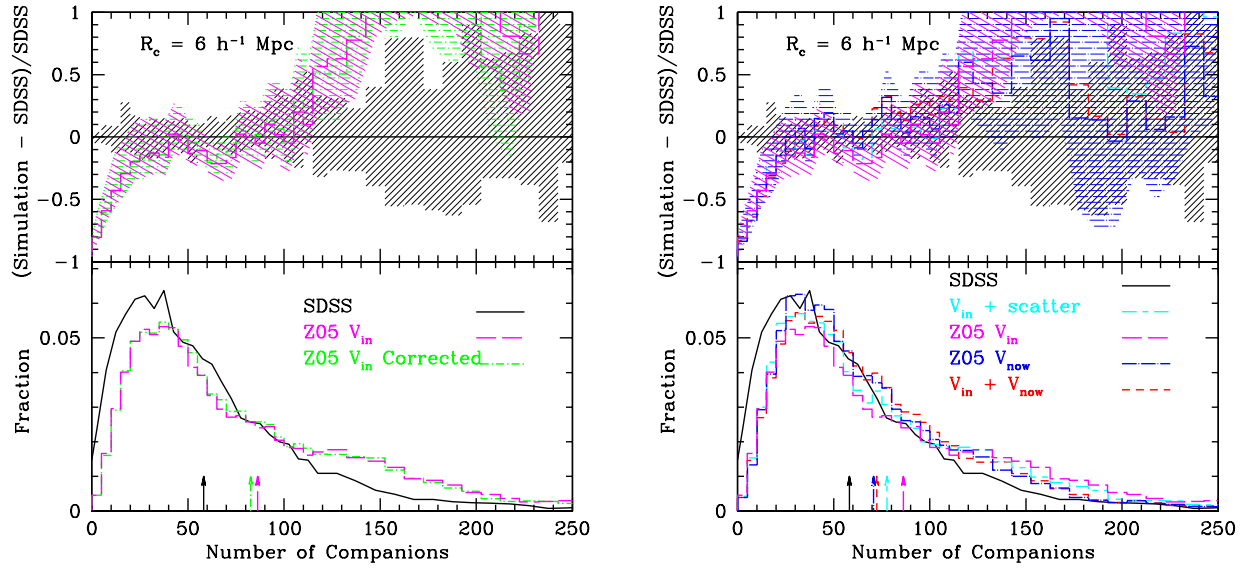 R_c = 6 h⁻¹ Mpc
(Simulation - SDSS)/SDSS
1
0.5
0
-0.5
-1
SDSS
Z05 V_in
Z05 V_in Corrected
Fraction
0.05
0
0 50 100 150 200 250
Number of Companions
R_c = 6 h⁻¹ Mpc
(Simulation - SDSS)/SDSS
1
0.5
0
-0.5
-1
SDSS
V_in + scatter
Z05 V_in
Z05 V_now
V_in + V_now
Fraction
0.05
0
0 50 100 150 200 250
Number of Companions